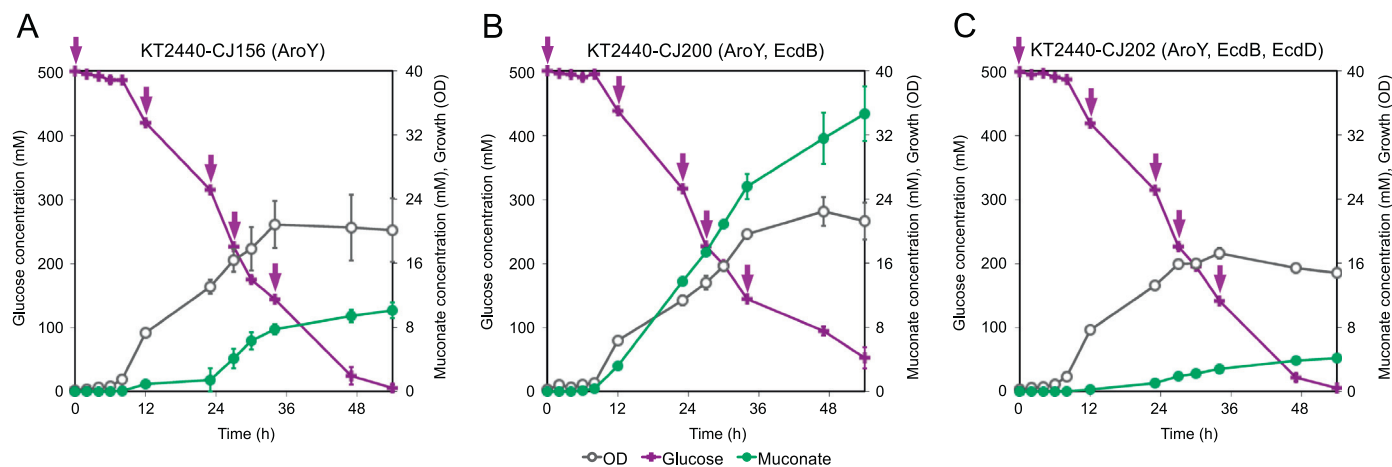 A
KT2440-CJ156 (AroY)
500
400
300
200
100
0
Glucose concentration (mM)
40
32
24
16
8
0
Muconate concentration (mM), Growth (OD)
0 12 24 36 48
Time (h)
B
KT2440-CJ200 (AroY, EcdB)
500
400
300
200
100
0
Glucose concentration (mM)
40
32
24
16
8
0
Muconate concentration (mM), Growth (OD)
0 12 24 36 48
Time (h)
C
KT2440-CJ202 (AroY, EcdB, EcdD)
500
400
300
200
100
0
Glucose concentration (mM)
40
32
24
16
8
0
Muconate concentration (mM), Growth (OD)
0 12 24 36 48
Time (h)
OD Glucose Muconate